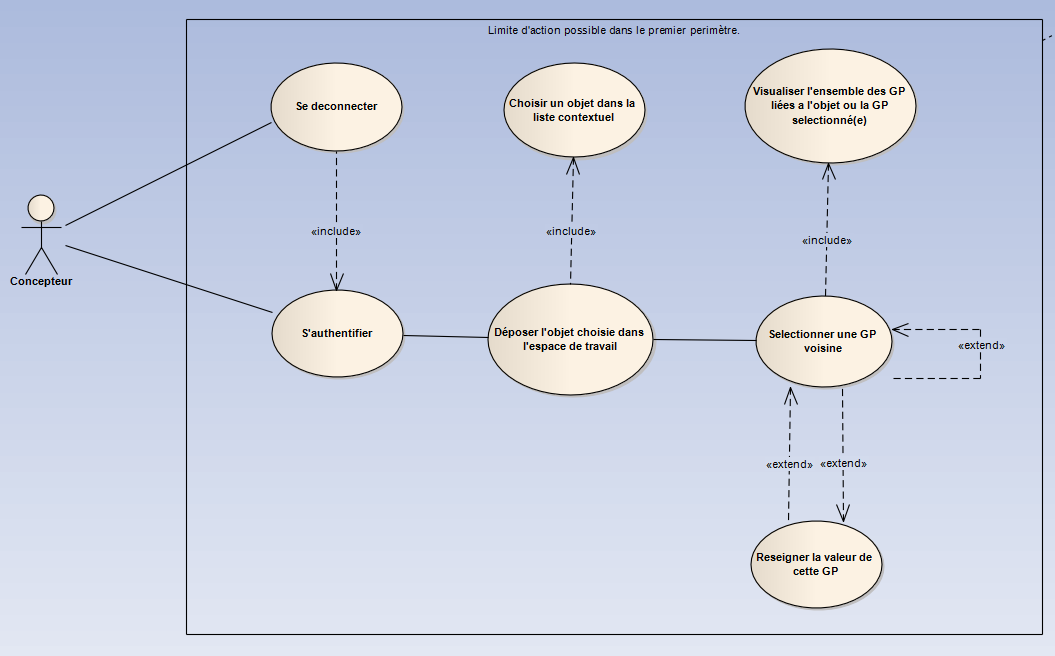 Limite d'action possible dans le premier perimètre.
Se deconnecter
Choisir un objet dans la
liste contextuel
Visualiser l'ensemble des GP
liées a l'objet ou la GP
selectionné(e)
«include»
«include»
«include»
Concepteur
S'authentifier
Déposer l'objet choisie dans
l'espace de travail
Selectionner une GP
voisine
«extend»
«extend»
«extend»
Reseigner la valeur de
cette GP